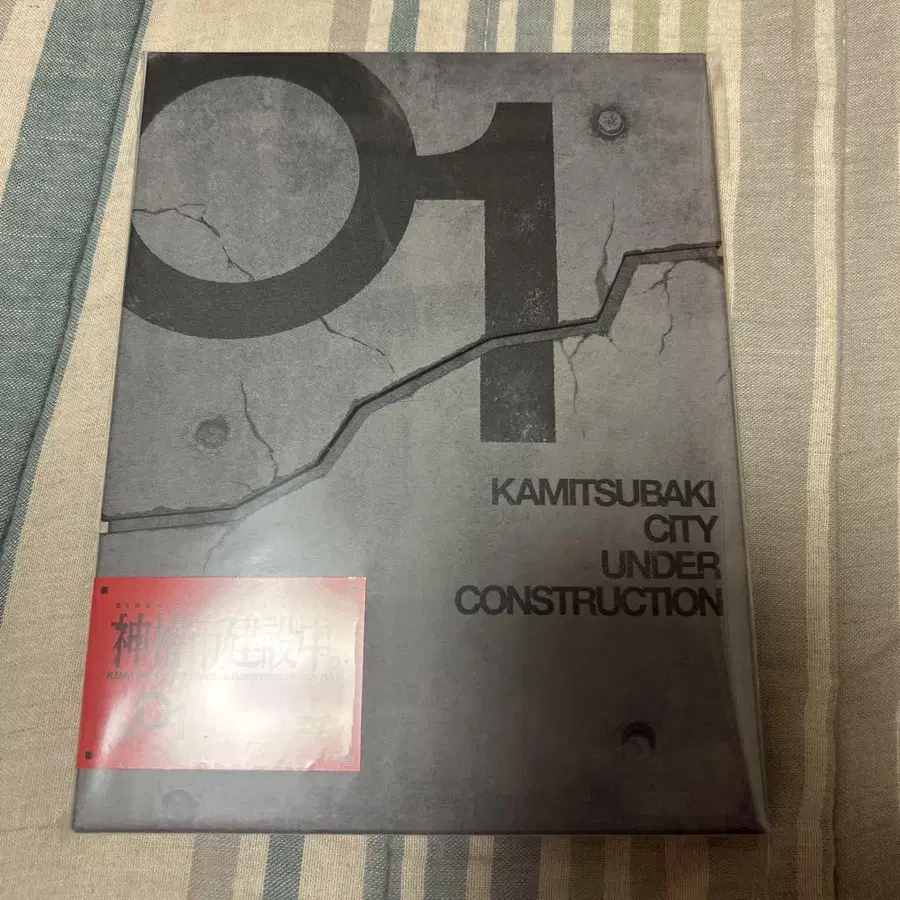 01
KAMITSUBAKI
CITY
UNDER
CONSTRUCTION
神椿市建設中。